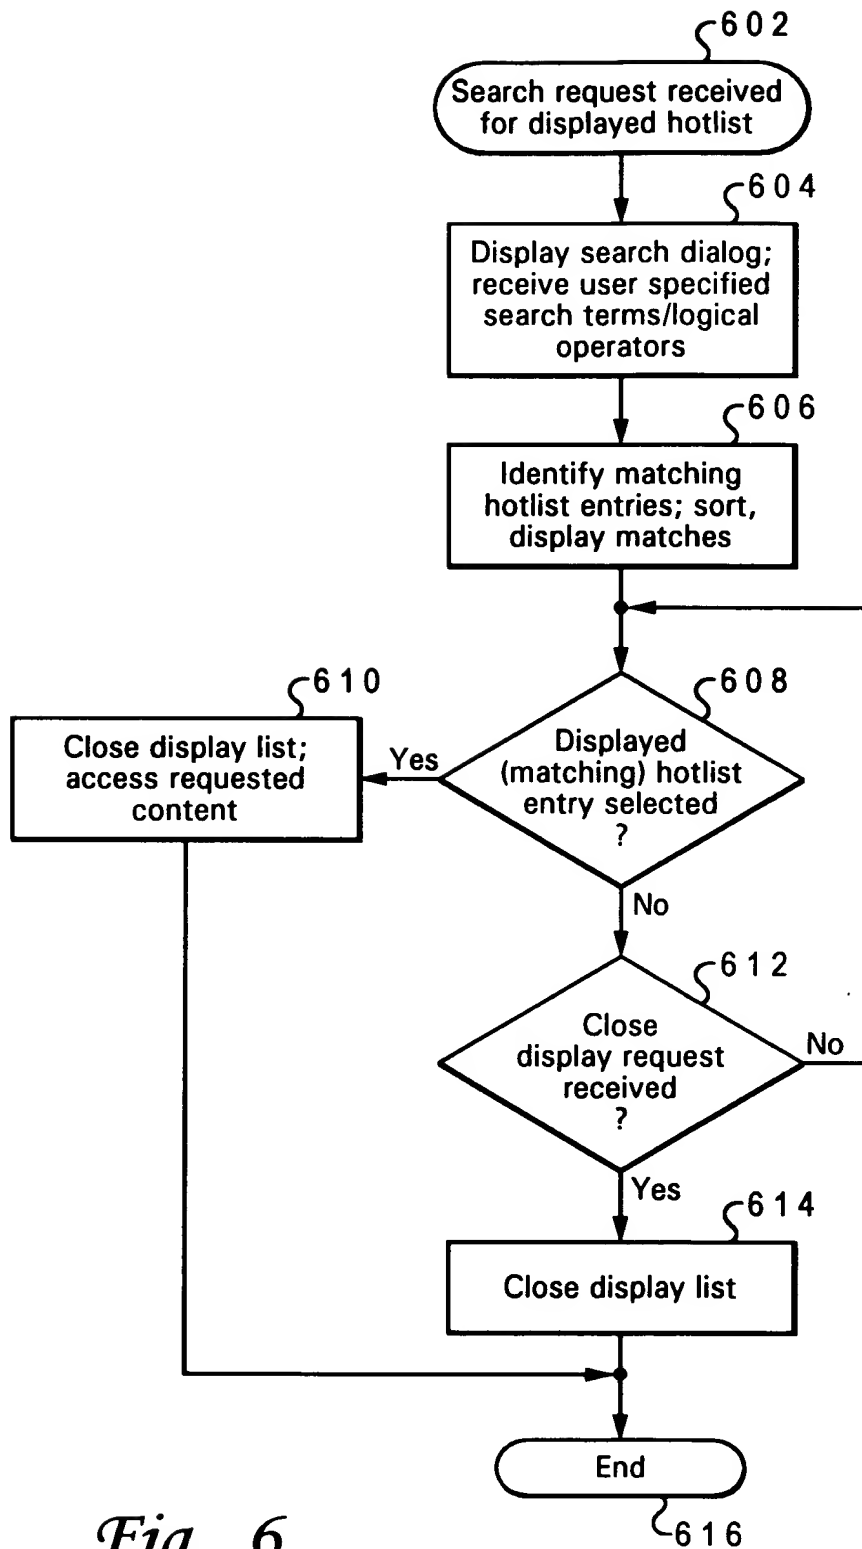 602
Search request received
for displayed hotlist
604
Display search dialog;
receive user specified
search terms/logical
operators
606
Identify matching
hotlist entries; sort,
display matches
610
Close display list;
access requested
content
Yes
608
Displayed
(matching) hotlist
entry selected
?
No
612
Close
display request
received
?
No
Yes
614
Close display list
End
616
Fig. 6